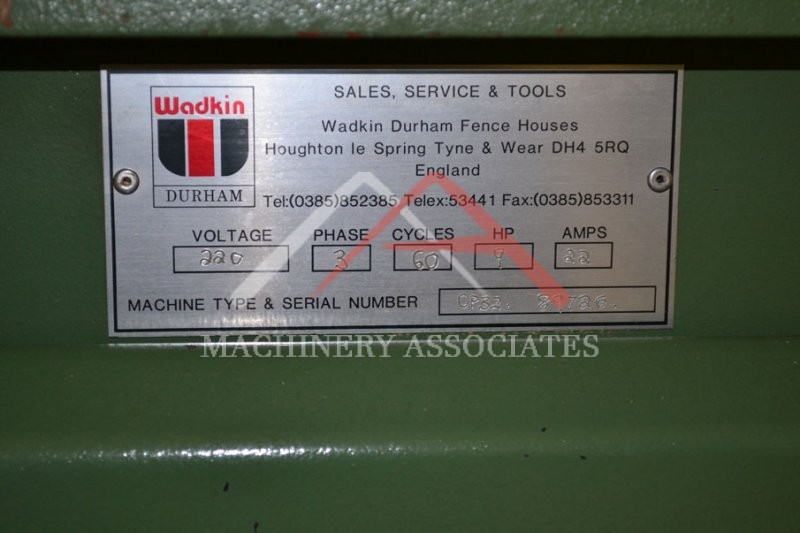 Wadkin
DURHAM
SALES, SERVICE & TOOLS
Wadkin Durham Fence Houses
Houghton le Spring Tyne & Wear DH4 5RQ
England
Tel:(0385)852385 Telex:53441 Fax:(0385)853311
VOLTAGE PHASE CYCLES HP AMPS
220 3 60 9 22
MACHINE TYPE & SERIAL NUMBER
MACHINERY ASSOCIATES